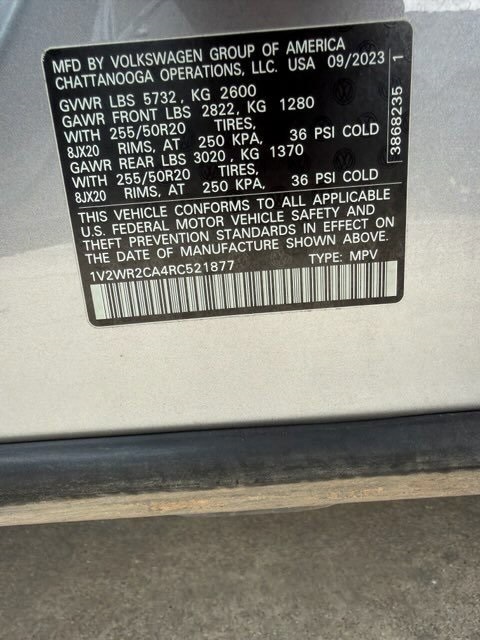 MFD BY VOLKSWAGEN GROUP OF AMERICA
CHATTANOOGA OPERATIONS, LLC. USA 09/2023
GVWR LBS 5732, KG 2600
GAWR FRONT LBS 2822, KG 1280
WITH 255/50R20 TIRES,
8JX20 RIMS, AT 250 KPA, 36 PSI COLD
GAWR REAR LBS 3020, KG 1370
WITH 255/50R20 TIRES,
8JX20 RIMS, AT 250 KPA, 36 PSI COLD
THIS VEHICLE CONFORMS TO ALL APPLICABLE
U.S. FEDERAL MOTOR VEHICLE SAFETY AND
THEFT PREVENTION STANDARDS IN EFFECT ON
THE DATE OF MANUFACTURE SHOWN ABOVE.
1V2WR2CA4RC521877 TYPE: MPV
3868235 1